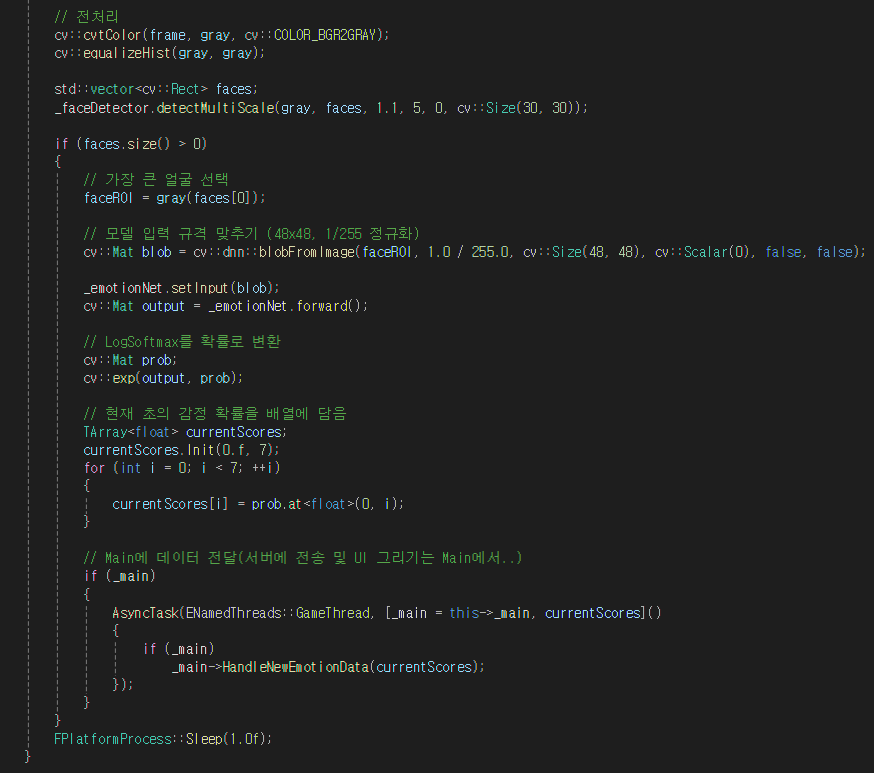 // 전처리
cv::cvtColor(frame, gray, cv::COLOR_BGR2GRAY);
cv::equalizeHist(gray, gray);
std::vector<cv::Rect> faces;
_faceDetector.detectMultiScale(gray, faces, 1.1, 5, 0, cv::Size(30, 30));
if (faces.size() > 0)
{
// 가장 큰 얼굴 선택
faceROI = gray(faces[0]);
// 모델 입력 규격 맞추기 (48x48, 1/255 정규화)
cv::Mat blob = cv::dnn::blobFromImage(faceROI, 1.0 / 255.0, cv::Size(48, 48), cv::Scalar(0), false, false);
_emotionNet.setInput(blob);
cv::Mat output = _emotionNet.forward();
// LogSoftmax를 확률로 변환
cv::Mat prob;
cv::exp(output, prob);
// 현재 초의 감정 확률을 배열에 담음
TArray<float> currentScores;
currentScores.Init(0.f, 7);
for (int i = 0; i < 7; ++i)
{
currentScores[i] = prob.at<float>(0, i);
}
// Main에 데이터 전달(서버에 전송 및 UI 그리기는 Main에서..)
if (_main)
{
AsyncTask(ENamedThreads::GameThread, [_main = this->_main, currentScores]()
{
if (_main)
_main->HandleNewEmotionData(currentScores);
});
}
}
FPlatformProcess::Sleep(1.0f);
}